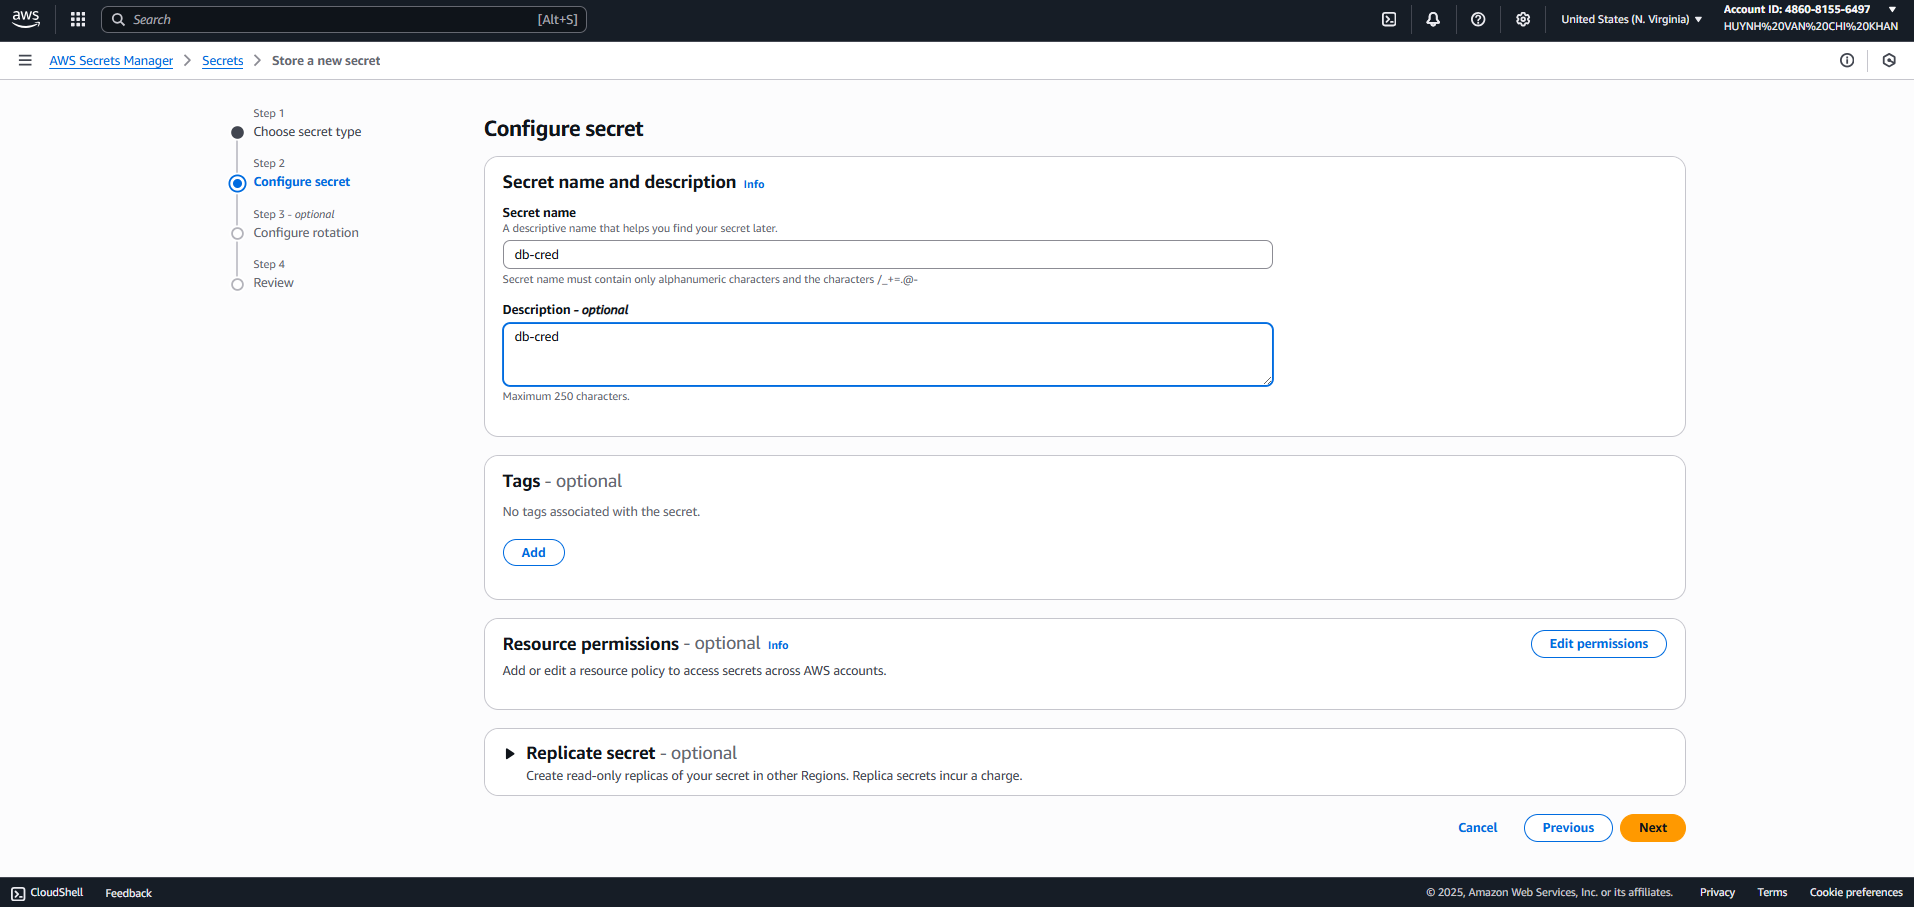 aws
Search [Alt+S]
United States (N. Virginia)
Account ID: 4860-8155-6497
HUYNH%20VAN%20CHI%20KHAN
AWS Secrets Manager
Secrets
Store a new secret
Step 1
Choose secret type
Step 2
Configure secret
Step 3 - optional
Configure rotation
Step 4
Review
Configure secret
Secret name and description Info
Secret name
A descriptive name that helps you find your secret later.
db-cred
Secret name must contain only alphanumeric characters and the characters /_+=.@-
Description - optional
db-cred
Maximum 250 characters.
Tags - optional
No tags associated with the secret.
Add
Resource permissions - optional Info
Edit permissions
Add or edit a resource policy to access secrets across AWS accounts.
Replicate secret - optional
Create read-only replicas of your secret in other Regions. Replica secrets incur a charge.
Cancel
Previous
Next
CloudShell
Feedback
© 2025, Amazon Web Services, Inc. or its affiliates.
Privacy
Terms
Cookie preferences